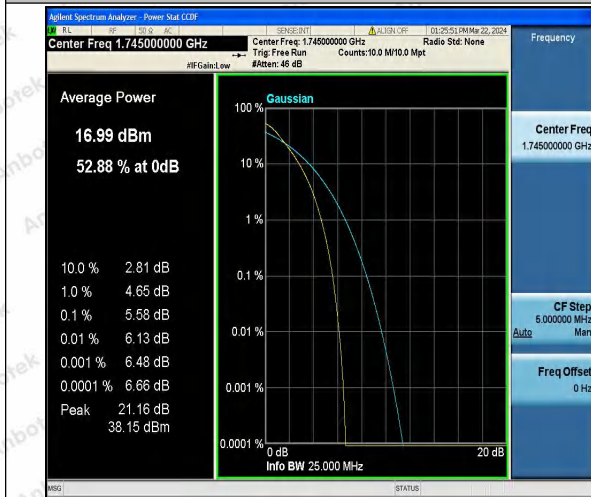 Agilent Spectrum Analyzer - Power Stat CCDF
RL RF 50 Ω AC SENSE:INT ALIGN OFF 01:25:51 PM Mar 22, 2024
Center Freq 1.745000000 GHz
Center Freq: 1.745000000 GHz Radio Std: None
Trig: Free Run Counts:10.0 M/10.0 Mpt
#IFGain:Low #Atten: 46 dB
Frequency
Average Power
16.99 dBm
52.88 % at 0dB
10.0 % 2.81 dB
1.0 % 4.65 dB
0.1 % 5.58 dB
0.01 % 6.13 dB
0.001 % 6.48 dB
0.0001 % 6.66 dB
Peak 21.16 dB
38.15 dBm
Gaussian
100 %
10 %
1 %
0.1 %
0.01 %
0.001 %
0.0001 %
0 dB 20 dB
Info BW 25.000 MHz
Center Freq
1.745000000 GHz
CF Step
5.000000 MHz
Auto Man
Freq Offset
0 Hz
MSG STATUS